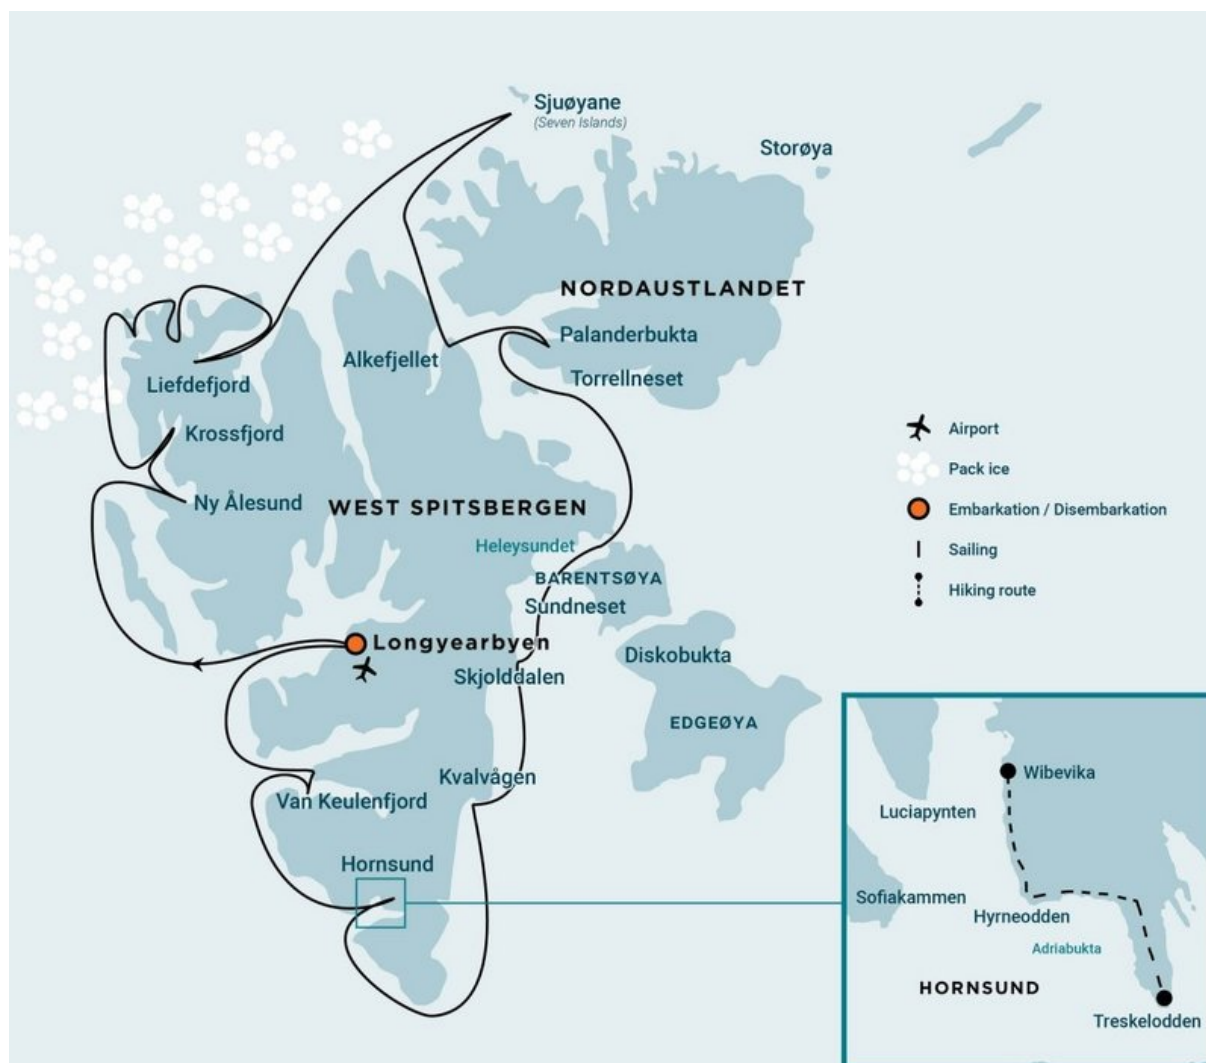 Sjuøyane
(Seven Islands)
Storøya
NORDAUSTLANDET
Palanderbukta
Alkefjellet
Torrellneset
Liefdefjord
Krossfjord
Ny Ålesund
WEST SPITSBERGEN
Heleysundet
BARENTSØYA
Sundneset
Longyearbyen
Diskobukta
Skjolddalen
EDGEØYA
Kvalvågen
Van Keulenfjord
Hornsund
Airport
Pack ice
Embarkation / Disembarkation
Sailing
Hiking route
Wibevika
Luciapynten
Sofiakammen
Hyrneodden
Adriabukta
HORNSUND
Treskelodden